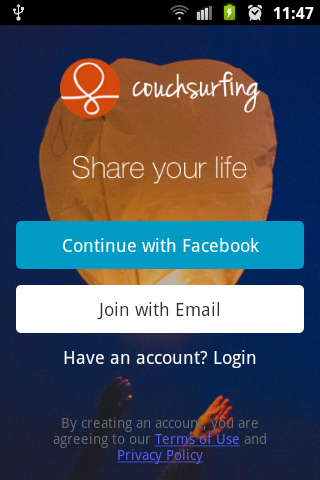 11:47
couchsurfing
Share your life
Continue with Facebook
Join with Email
Have an account? Login
By creating an account, you are
agreeing to our Terms of Use and
Privacy Policy